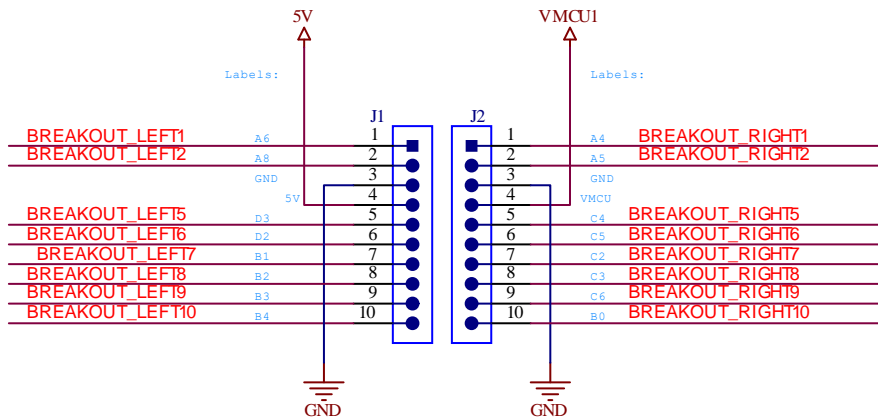 5V VMCU1
Labels: Labels:
J1 J2
BREAKOUT_LEFT1 A6 1 1 A4 BREAKOUT_RIGHT1
BREAKOUT_LEFT2 A8 2 2 A5 BREAKOUT_RIGHT2
GND 3 3 GND
5V 4 4 VMCU
BREAKOUT_LEFT5 D3 5 5 C4 BREAKOUT_RIGHT5
BREAKOUT_LEFT6 D2 6 6 C5 BREAKOUT_RIGHT6
BREAKOUT_LEFT7 B1 7 7 C2 BREAKOUT_RIGHT7
BREAKOUT_LEFT8 B2 8 8 C3 BREAKOUT_RIGHT8
BREAKOUT_LEFT9 B3 9 9 C6 BREAKOUT_RIGHT9
BREAKOUT_LEFT10 B4 10 10 B0 BREAKOUT_RIGHT10
GND GND